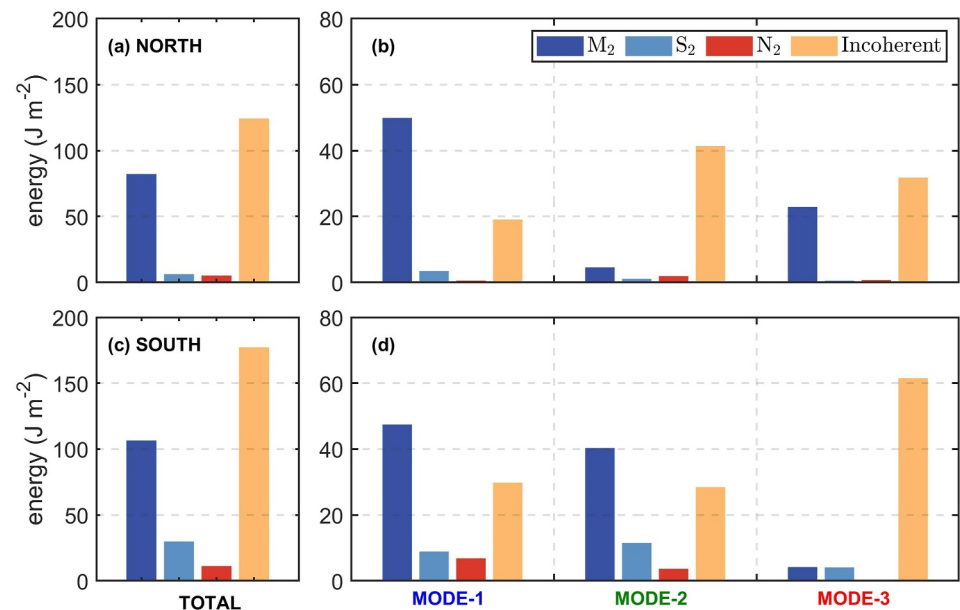 (a) NORTH
energy (J m⁻²)
200
150
100
50
0
(b)
M₂ S₂ N₂ Incoherent
80
60
40
20
0
(c) SOUTH
energy (J m⁻²)
200
150
100
50
0
TOTAL
(d)
80
60
40
20
0
MODE-1 MODE-2 MODE-3